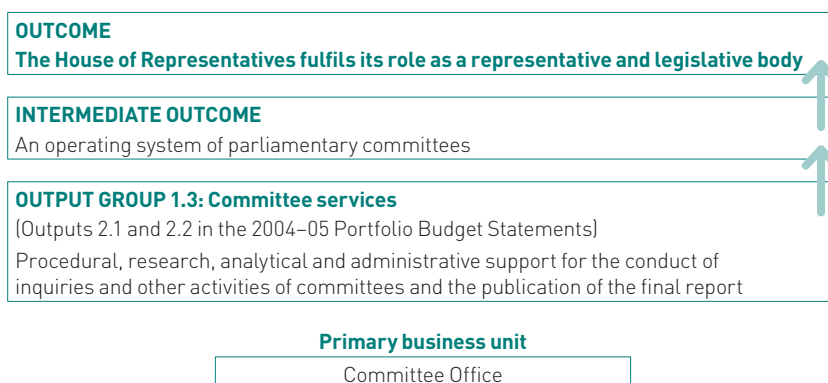 OUTCOME
The House of Representatives fulfils its role as a representative and legislative body
INTERMEDIATE OUTCOME
An operating system of parliamentary committees
OUTPUT GROUP 1.3: Committee services
(Outputs 2.1 and 2.2 in the 2004–05 Portfolio Budget Statements)
Procedural, research, analytical and administrative support for the conduct of
inquiries and other activities of committees and the publication of the final report
Primary business unit
Committee Office